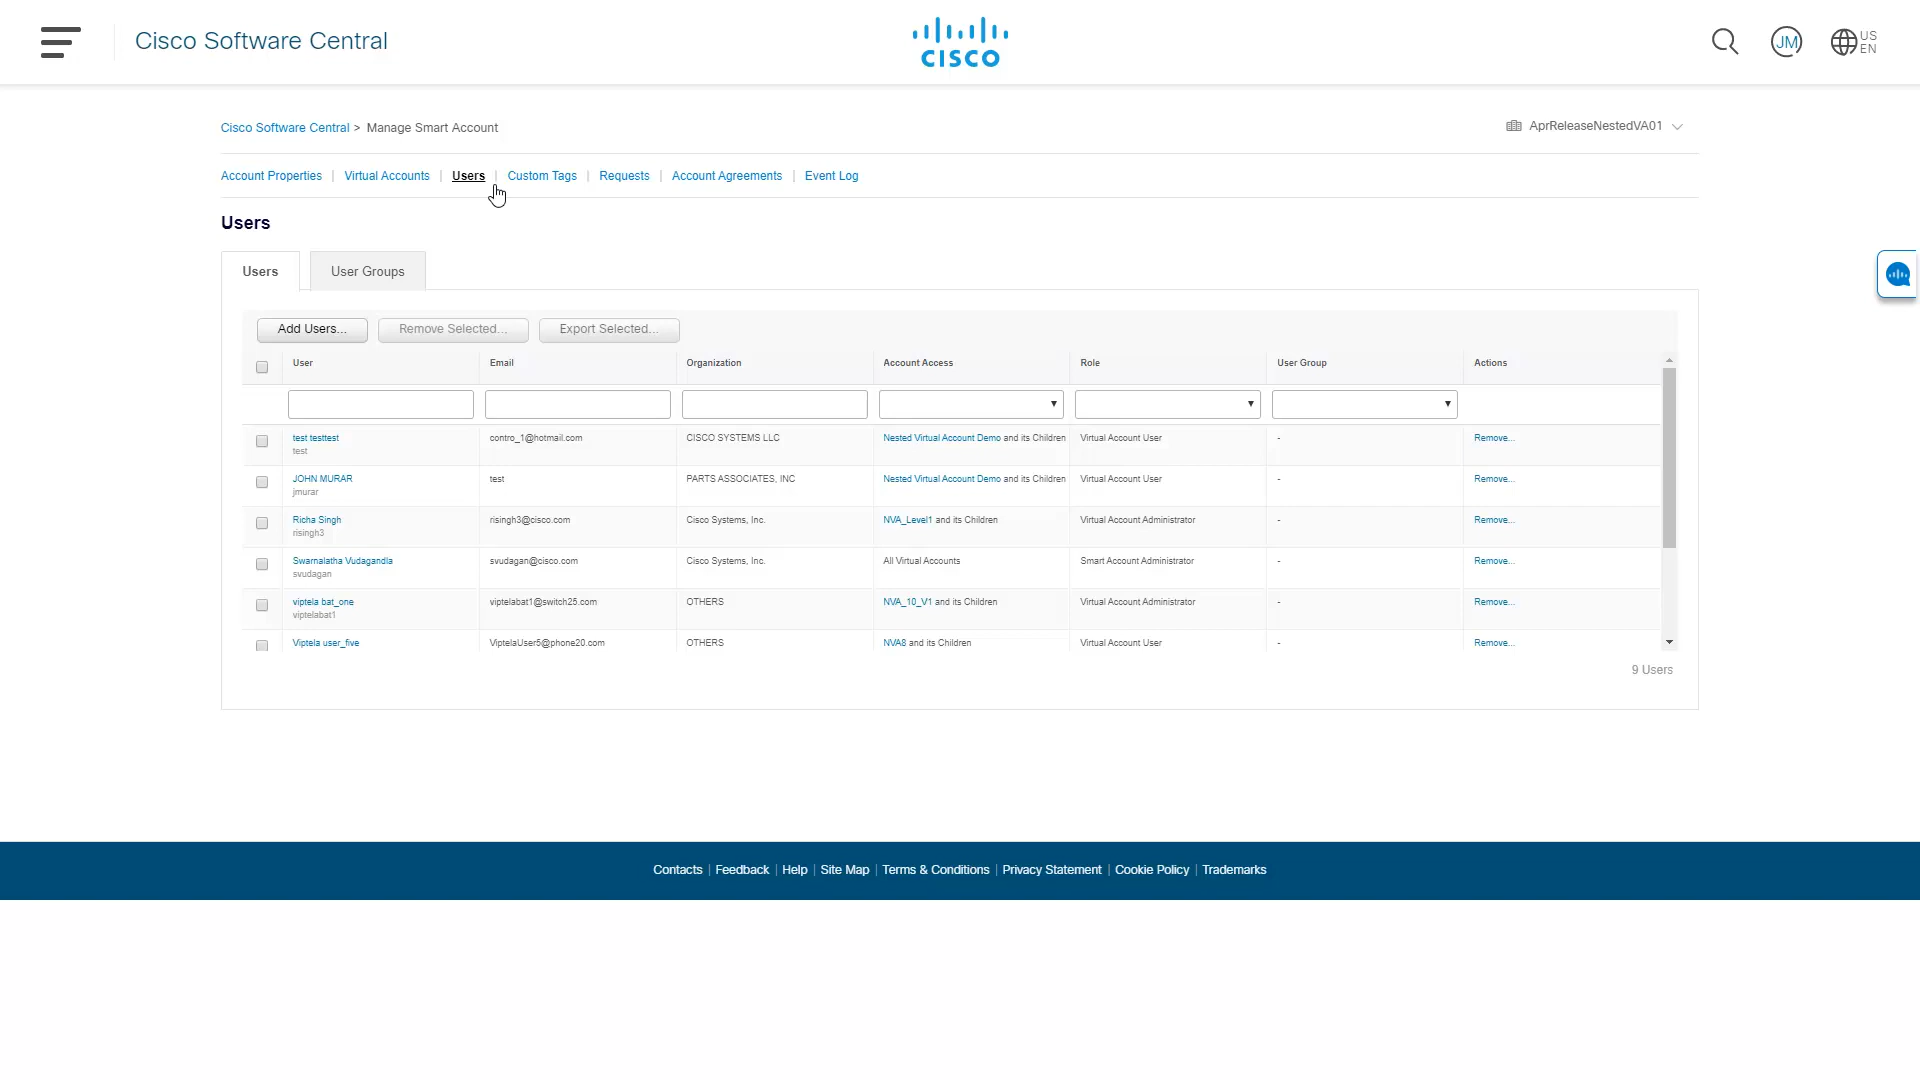 Cisco Software Central
CISCO
JM
US
EN
Cisco Software Central > Manage Smart Account
AprReleaseNestedVA01
Account Properties | Virtual Accounts | Users | Custom Tags | Requests | Account Agreements | Event Log
Users
Users User Groups
Add Users... Remove Selected... Export Selected...
User Email Organization Account Access Role User Group Actions
test testtest contro_1@hotmail.com CISCO SYSTEMS LLC Nested Virtual Account Demo and its Children Virtual Account User - Remove...
test
JOHN MURAR test PARTS ASSOCIATES, INC Nested Virtual Account Demo and its Children Virtual Account User - Remove...
jmurar
Richa Singh risingh3@cisco.com Cisco Systems, Inc. NVA_Level1 and its Children Virtual Account Administrator - Remove...
risingh3
Swarnalatha Vudagandla svudagan@cisco.com Cisco Systems, Inc. All Virtual Accounts Smart Account Administrator - Remove...
svudagan
viptela bat_one viptelabat1@switch25.com OTHERS NVA_10_V1 and its Children Virtual Account Administrator - Remove...
viptelabat1
Viptela user_five ViptelaUser5@phone20.com OTHERS NVA8 and its Children Virtual Account User - Remove...
9 Users
Contacts | Feedback | Help | Site Map | Terms & Conditions | Privacy Statement | Cookie Policy | Trademarks